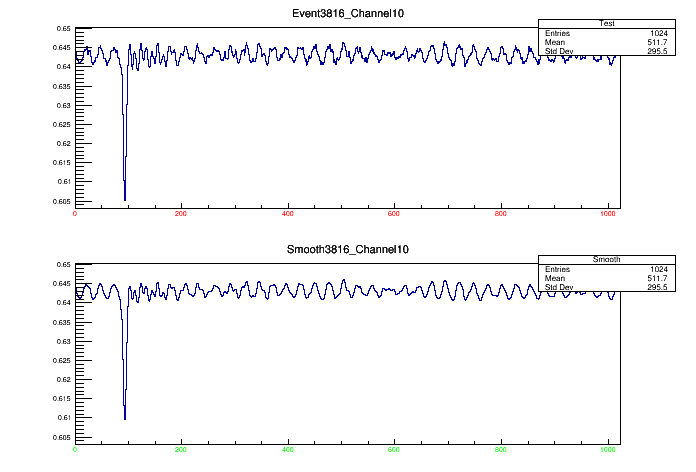 Event3816_Channel10
Test
Entries 1024
Mean 511.7
Std Dev 295.5
0.65
0.645
0.64
0.635
0.63
0.625
0.62
0.615
0.61
0.605
0 200 400 600 800 1000
Smooth3816_Channel10
Smooth
Entries 1024
Mean 511.7
Std Dev 295.5
0.65
0.645
0.64
0.635
0.63
0.625
0.62
0.615
0.61
0.605
0 200 400 600 800 1000